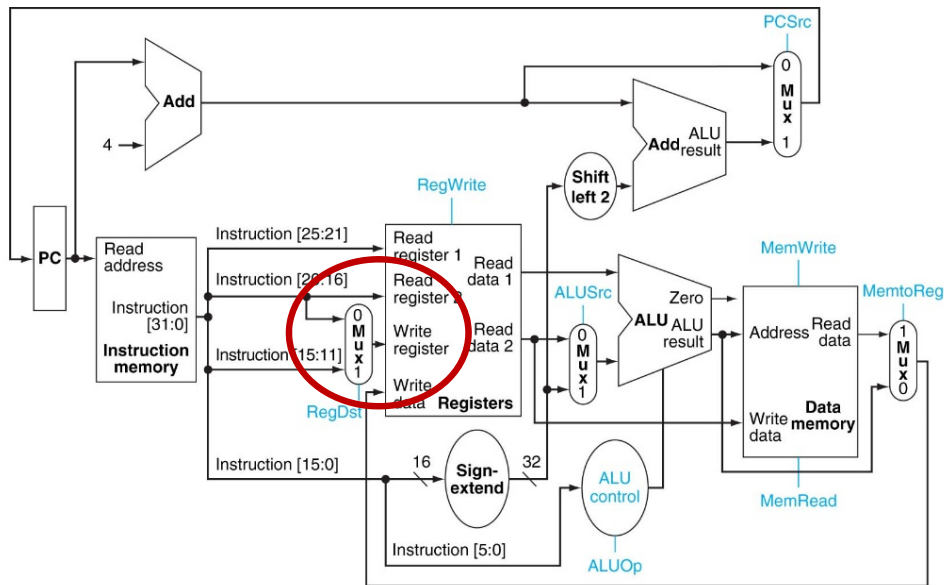 PCSrc
0
Mux
1
Add
4
Add ALU
result
Shift
left 2
RegWrite
PC
Read
address
Instruction
[31:0]
Instruction
memory
Instruction [25:21]
Instruction [20:16]
Instruction [15:11]
0
Mux
1
RegDst
Read
register 1
Read
register 2
Write
register
Write
data
Read
data 1
Read
data 2
Registers
ALUSrc
0
Mux
1
Zero
ALU ALU
result
MemWrite
Address
Read
data
Write
data
Data
memory
MemRead
MemtoReg
1
Mux
0
Instruction [15:0]
16
Sign-
extend
32
ALU
control
ALUOp
Instruction [5:0]